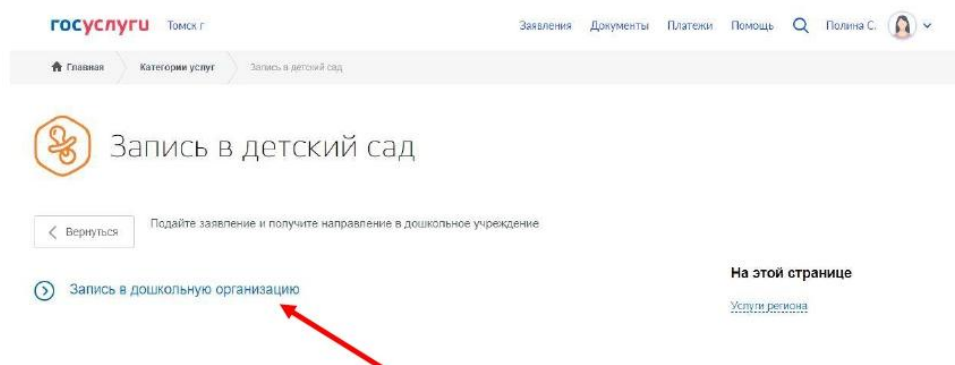 госуслуги Томск г Заявления Документы Платежи Помощь Полина С.
Главная Категории услуг Запись в детский сад
Запись в детский сад
Вернуться Подайте заявление и получите направление в дошкольное учреждение
На этой странице
Запись в дошкольную организацию
Услуги региона